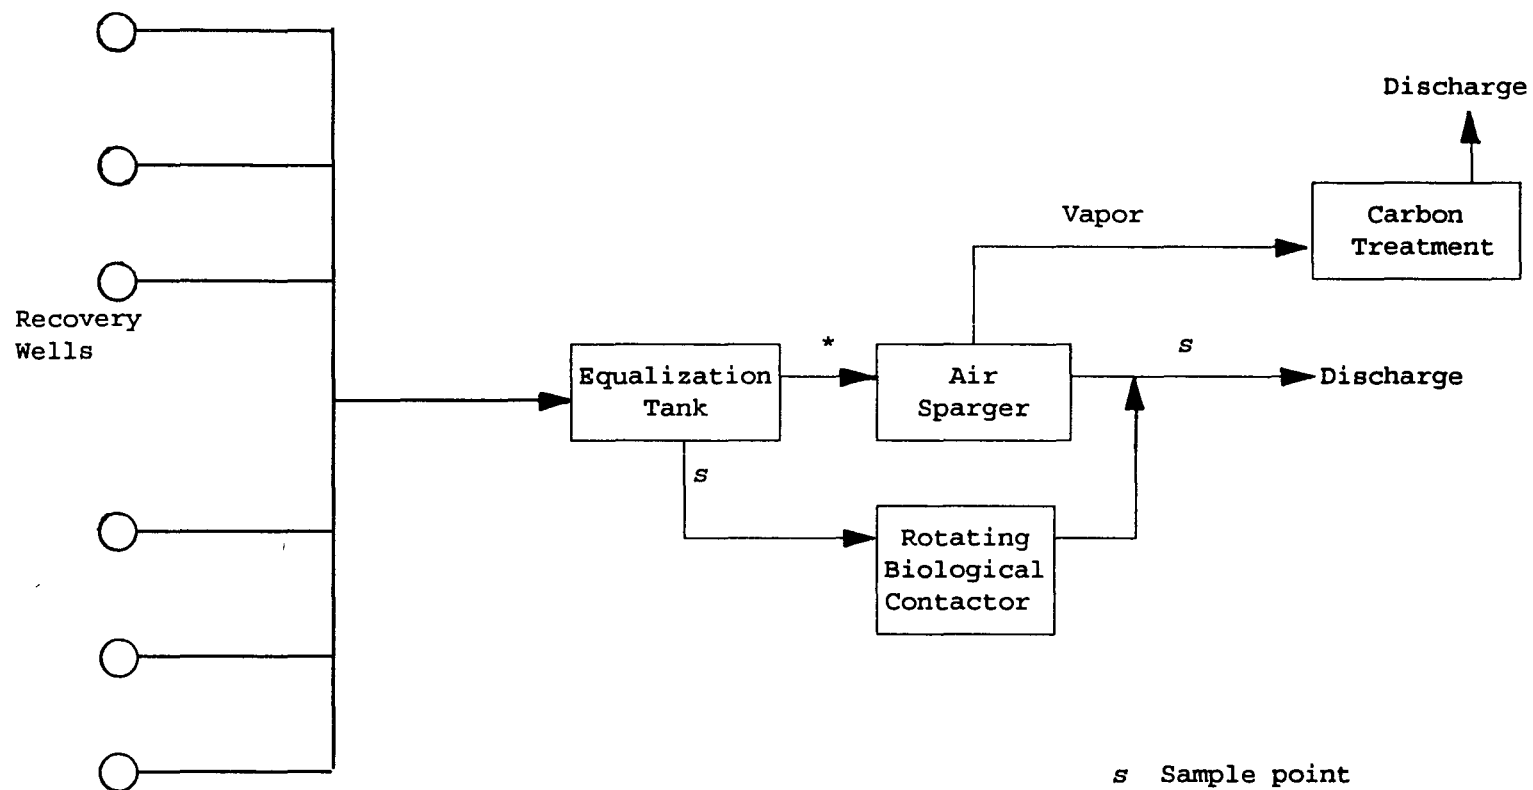 Discharge
Vapor
Carbon
Treatment
Recovery
Wells
*
s
Equalization
Tank
Air
Sparger
Discharge
s
Rotating
Biological
Contactor
s Sample point